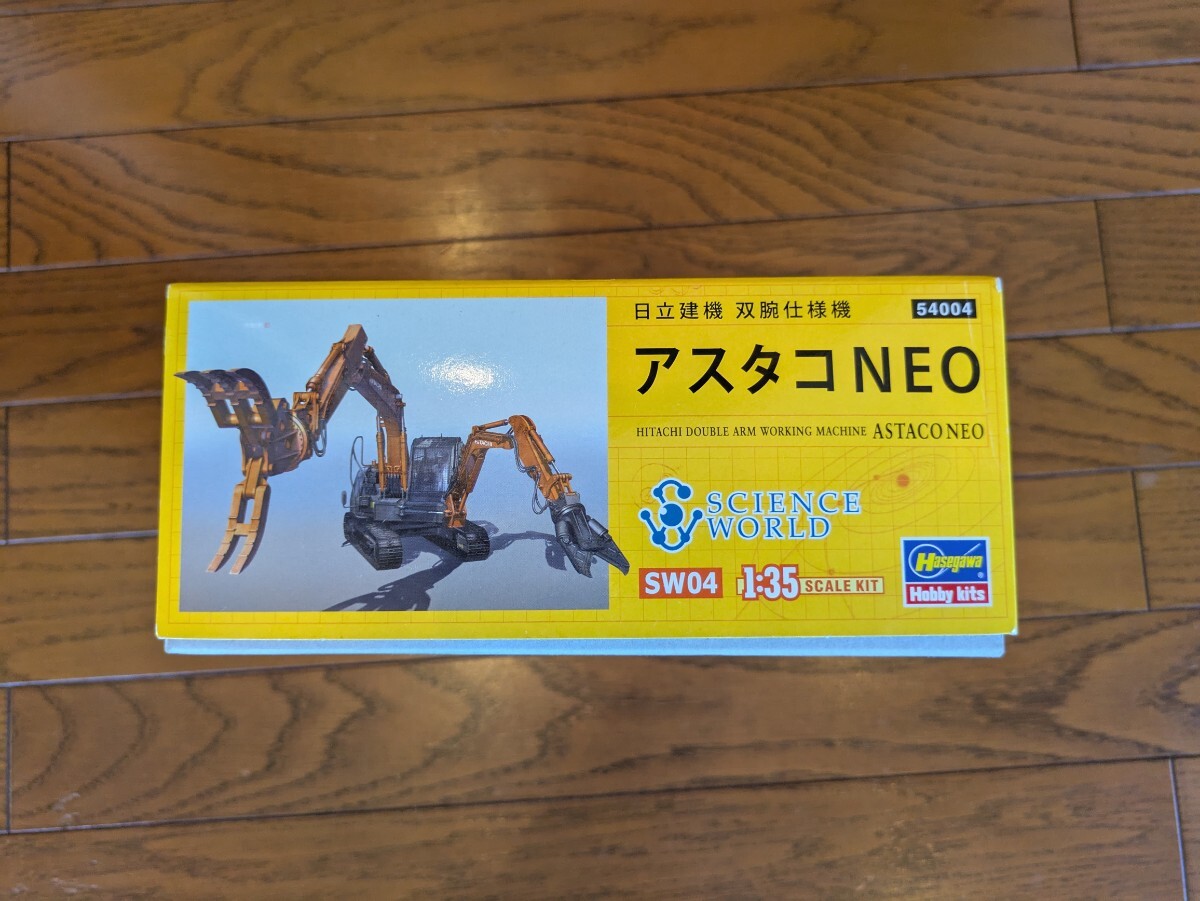 日立建機 双腕仕様機 54004
アスタコNEO
HITACHI DOUBLE ARM WORKING MACHINE ASTACO NEO
SCIENCE
WORLD
SW04 1:35 SCALE KIT
Hasegawa
Hobby kits
HITACHI